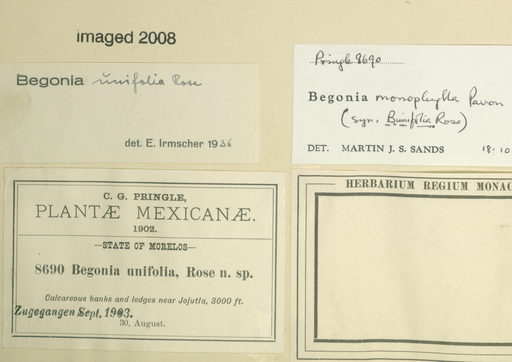 imaged 2008
Begonia unifolia Rose
det. E. Irmscher 1936
Pringle 8690
Begonia monophylla Pavon
(syn. B unifolia Rose)
DET. MARTIN J. S. SANDS 18·10
C. G. PRINGLE,
PLANTÆ MEXICANÆ.
1902.
—STATE OF MORELOS—
8690 Begonia unifolia, Rose n. sp.
Calcareous banks and ledges near Jojutla, 3000 ft.
Zugegangen Sept. 1903.
30, August.
HERBARIUM REGIUM MONAC